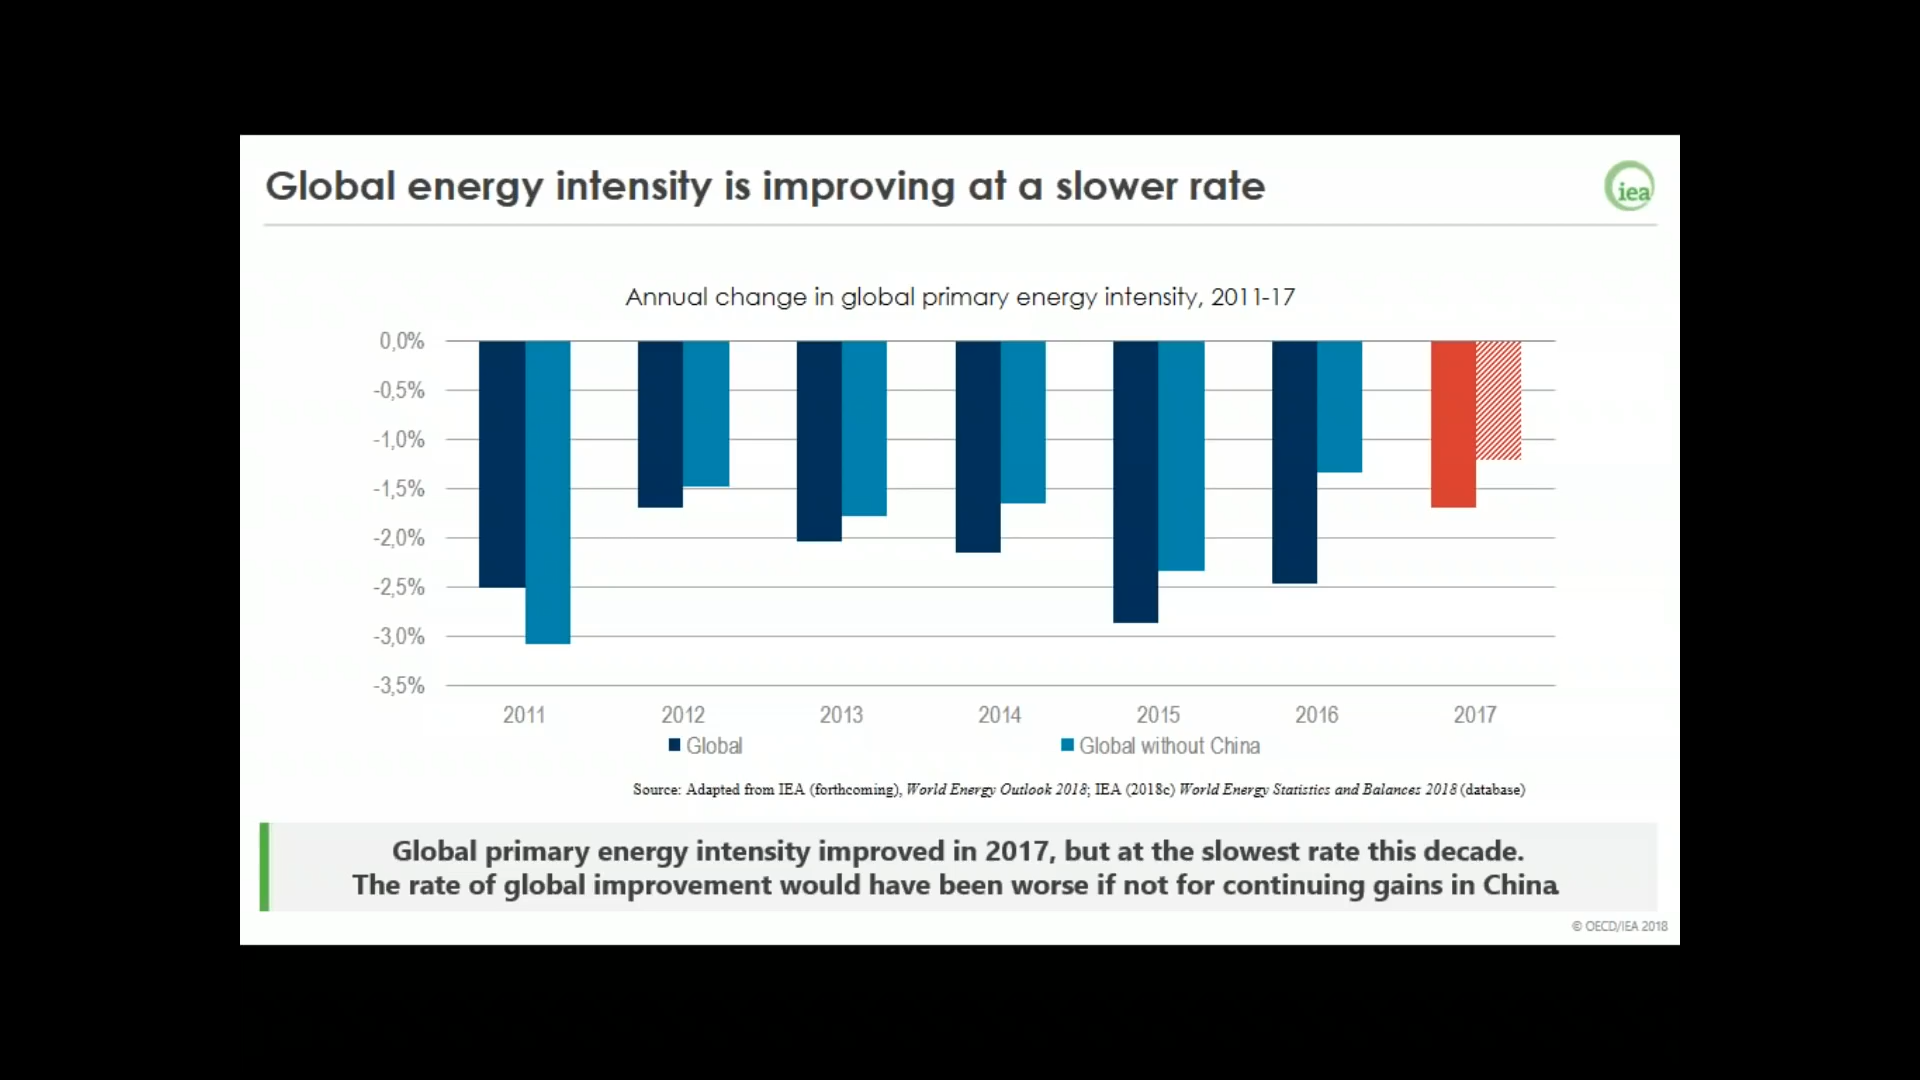 Global energy intensity is improving at a slower rate
iea
Annual change in global primary energy intensity, 2011-17
0,0%
-0,5%
-1,0%
-1,5%
-2,0%
-2,5%
-3,0%
-3,5%
2011 2012 2013 2014 2015 2016 2017
Global Global without China
Source: Adapted from IEA (forthcoming), World Energy Outlook 2018; IEA (2018c) World Energy Statistics and Balances 2018 (database)
Global primary energy intensity improved in 2017, but at the slowest rate this decade.
The rate of global improvement would have been worse if not for continuing gains in China
© OECD/IEA 2018